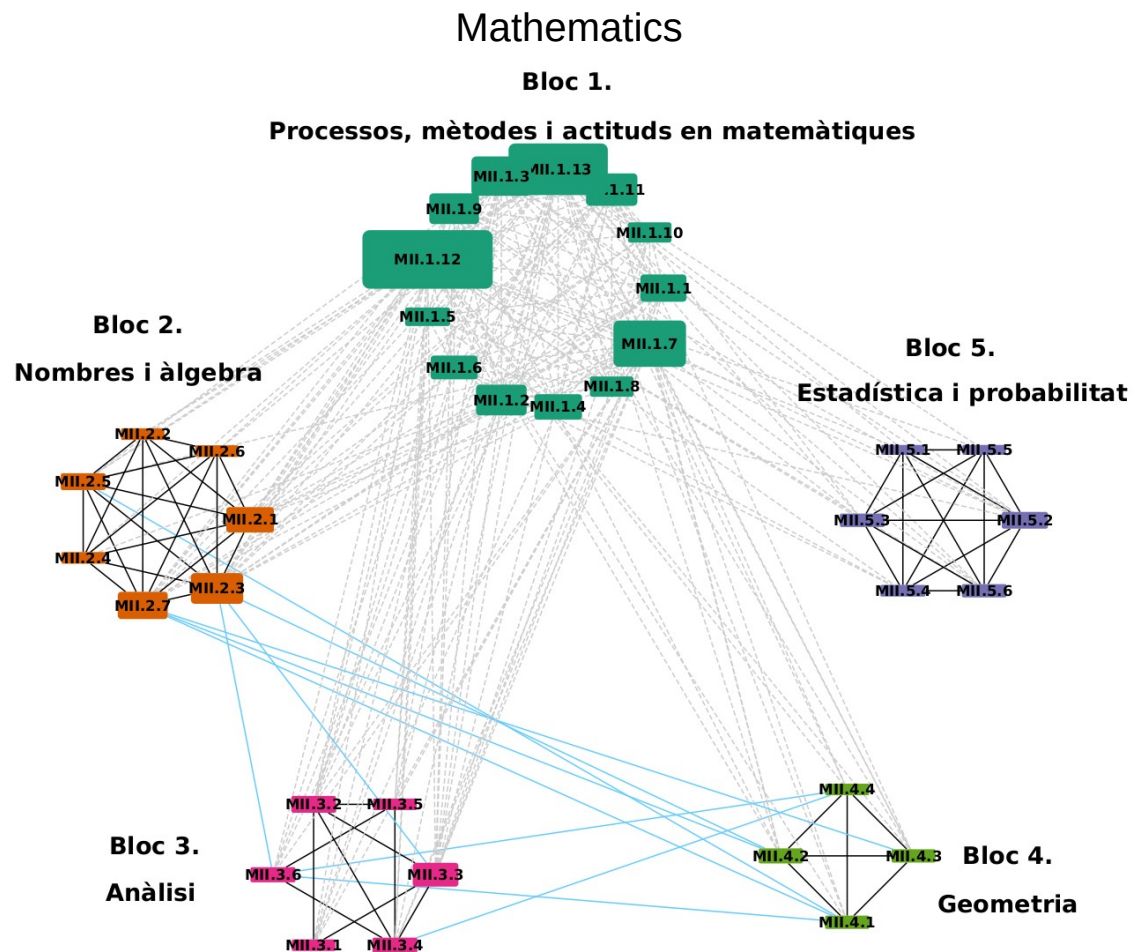 Mathematics
Bloc 1.
Processos, mètodes i actituds en matemàtiques
MII.1.3
MII.1.13
.1.11
MII.1.9
MII.1.10
MII.1.12
MII.1.1
MII.1.5
MII.1.7
MII.1.6
MII.1.8
MII.1.2
MII.1.4
Bloc 2.
Nombres i àlgebra
MII.2.2
MII.2.6
MII.2.5
MII.2.1
MII.2.4
MII.2.3
MII.2.7
Bloc 5.
Estadística i probabilitat
MII.5.1
MII.5.5
MII.5.3
MII.5.2
MII.5.4
MII.5.6
Bloc 3.
Anàlisi
MII.3.2
MII.3.5
MII.3.6
MII.3.3
MII.3.1
MII.3.4
MII.4.4
MII.4.2
MII.4.3
MII.4.1
Bloc 4.
Geometria